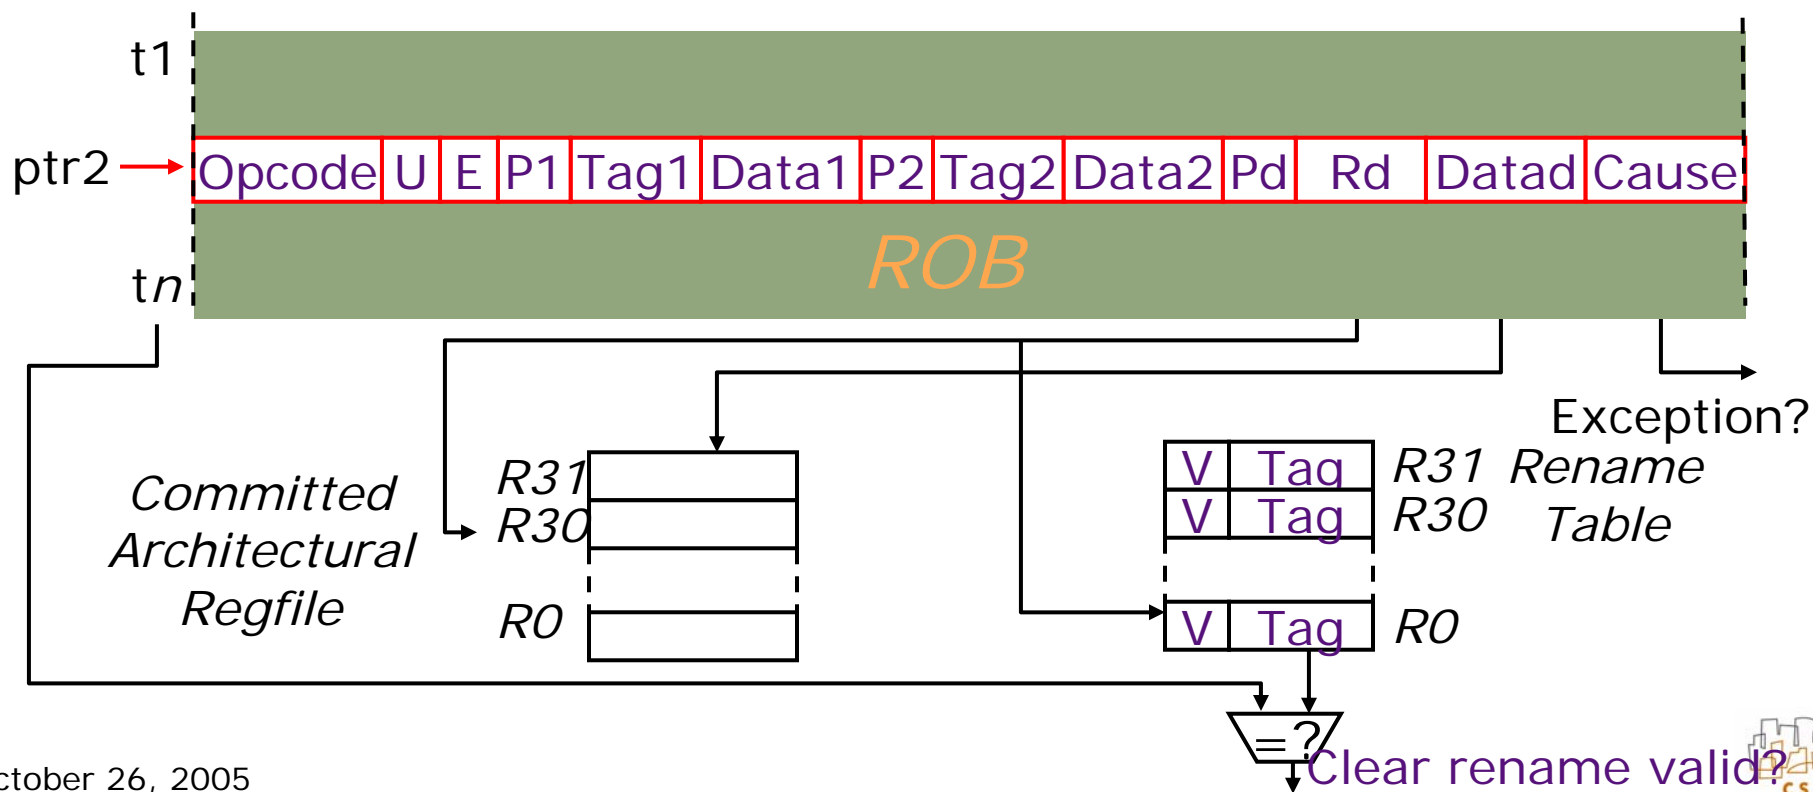 t1
ptr2 Opcode U E P1 Tag1 Data1 P2 Tag2 Data2 Pd Rd Datad Cause
ROB
tn
Exception?
Committed Architectural Regfile
R31
R30
R0
V Tag R31
V Tag R30
V Tag R0
Rename Table
=?
Clear rename valid?
ctober 26, 2005
C S